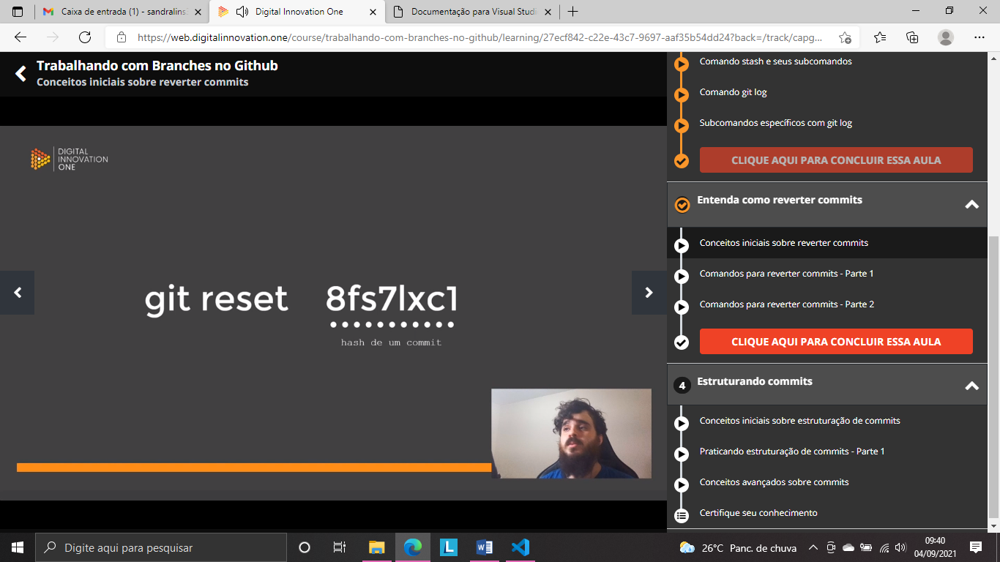 Caixa de entrada (1) - sandralins
Digital Innovation One
Documentação para Visual Studi
https://web.digitalinnovation.one/course/trabalhando-com-branches-no-github/learning/27ecf842-c22e-43c7-9697-aaf35b54dd24?back=/track/capg...
Trabalhando com Branches no Github
Conceitos iniciais sobre reverter commits
DIGITAL
INNOVATION
ONE
git reset 8fs7lxc1
hash de um commit
Comando stash e seus subcomandos
Comando git log
Subcomandos específicos com git log
CLIQUE AQUI PARA CONCLUIR ESSA AULA
Entenda como reverter commits
Conceitos iniciais sobre reverter commits
Comandos para reverter commits - Parte 1
Comandos para reverter commits - Parte 2
CLIQUE AQUI PARA CONCLUIR ESSA AULA
4 Estruturando commits
Conceitos iniciais sobre estruturação de commits
Praticando estruturação de commits - Parte 1
Conceitos avançados sobre commits
Certifique seu conhecimento
Digite aqui para pesquisar
L
26°C Panc. de chuva
09:40
04/09/2021